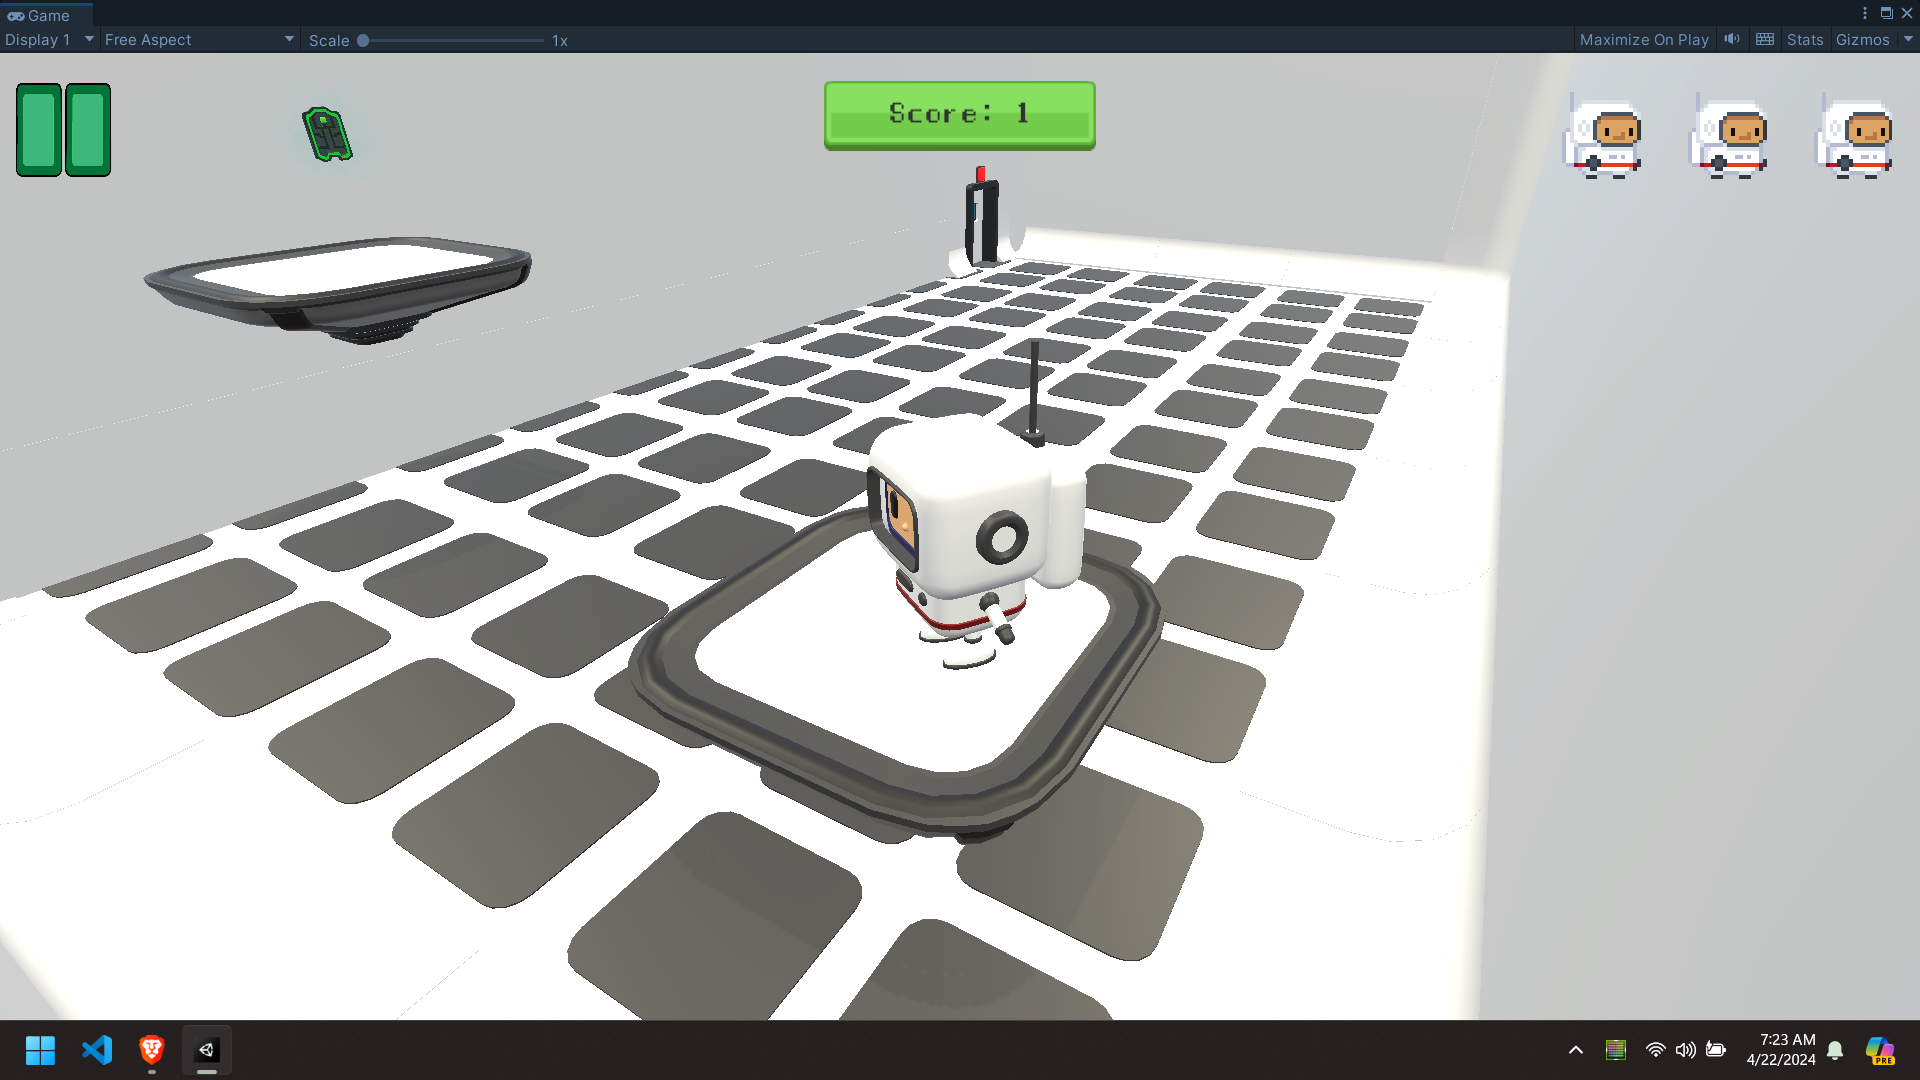 Game
Display 1
Free Aspect
Scale
1x
Maximize On Play
Stats
Gizmos
Score: 1
7:23 AM
4/22/2024
PRE